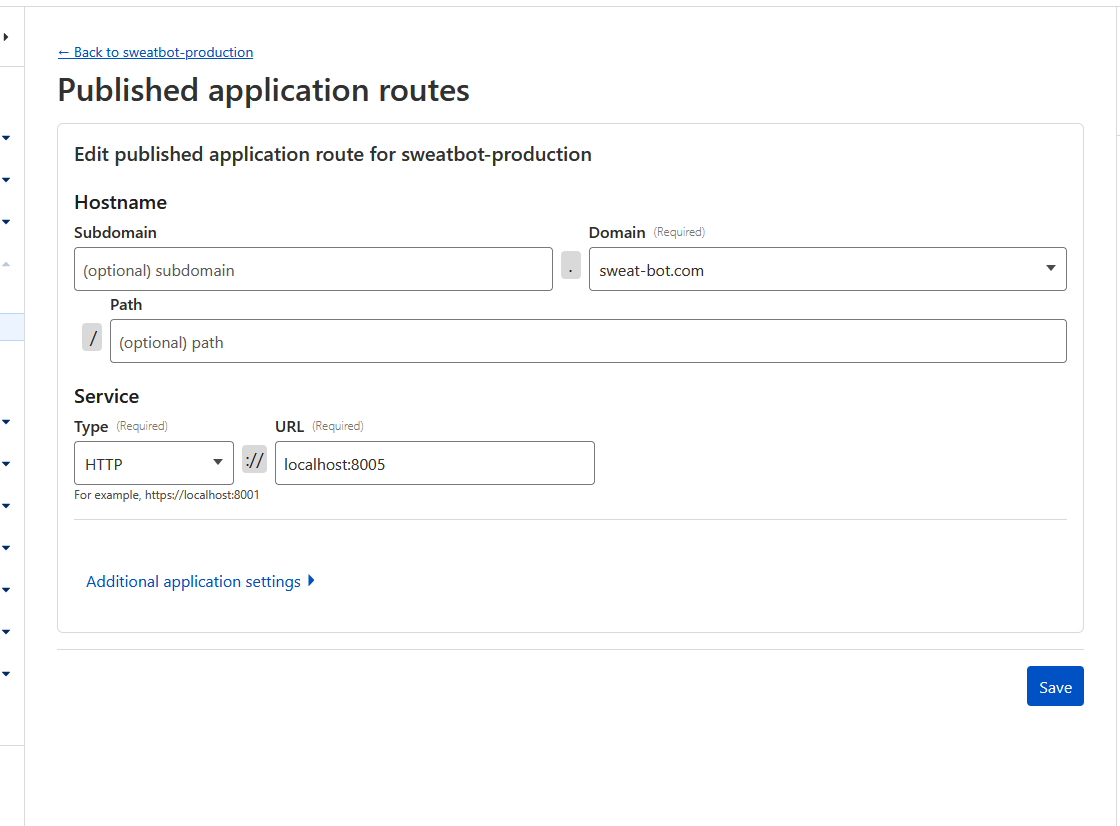 ← Back to sweatbot-production
Published application routes
Edit published application route for sweatbot-production
Hostname
Subdomain
Domain (Required)
(optional) subdomain
.
sweat-bot.com
Path
/
(optional) path
Service
Type (Required)
URL (Required)
HTTP
://
localhost:8005
For example, https://localhost:8001
Additional application settings
Save